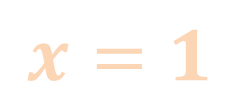 x = 1